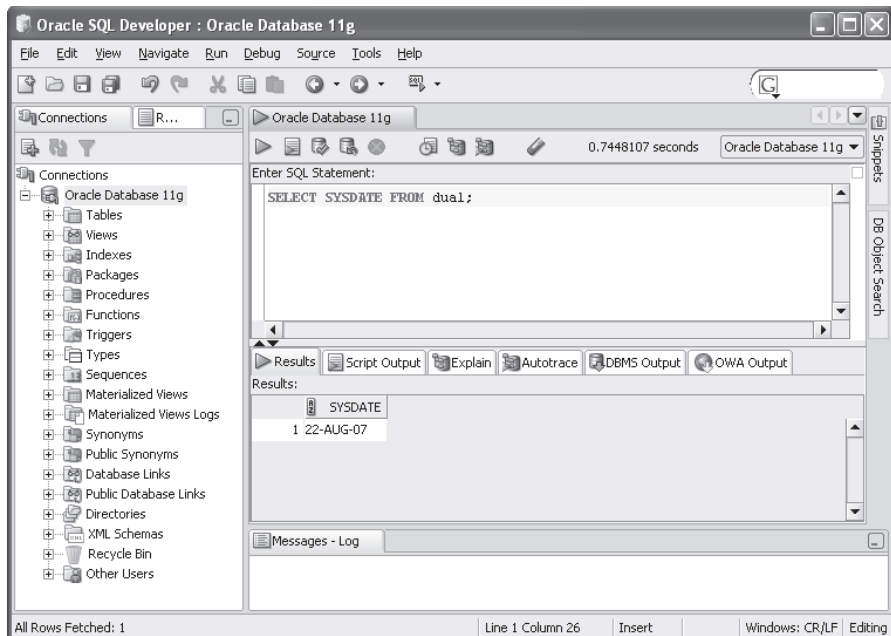 Oracle SQL Developer : Oracle Database 11g
File Edit View Navigate Run Debug Source Tools Help
Connections R...
Connections
Oracle Database 11g
Tables
Views
Indexes
Packages
Procedures
Functions
Triggers
Types
Sequences
Materialized Views
Materialized Views Logs
Synonyms
Public Synonyms
Database Links
Public Database Links
Directories
XML Schemas
Recycle Bin
Other Users
Oracle Database 11g
0.7448107 seconds Oracle Database 11g
Enter SQL Statement:
SELECT SYSDATE FROM dual;
Results Script Output Explain Autotrace DBMS Output OWA Output
Results:
SYSDATE
1 22-AUG-07
Messages - Log
Snippets
DB Object Search
All Rows Fetched: 1 Line 1 Column 26 Insert Windows: CR/LF Editing